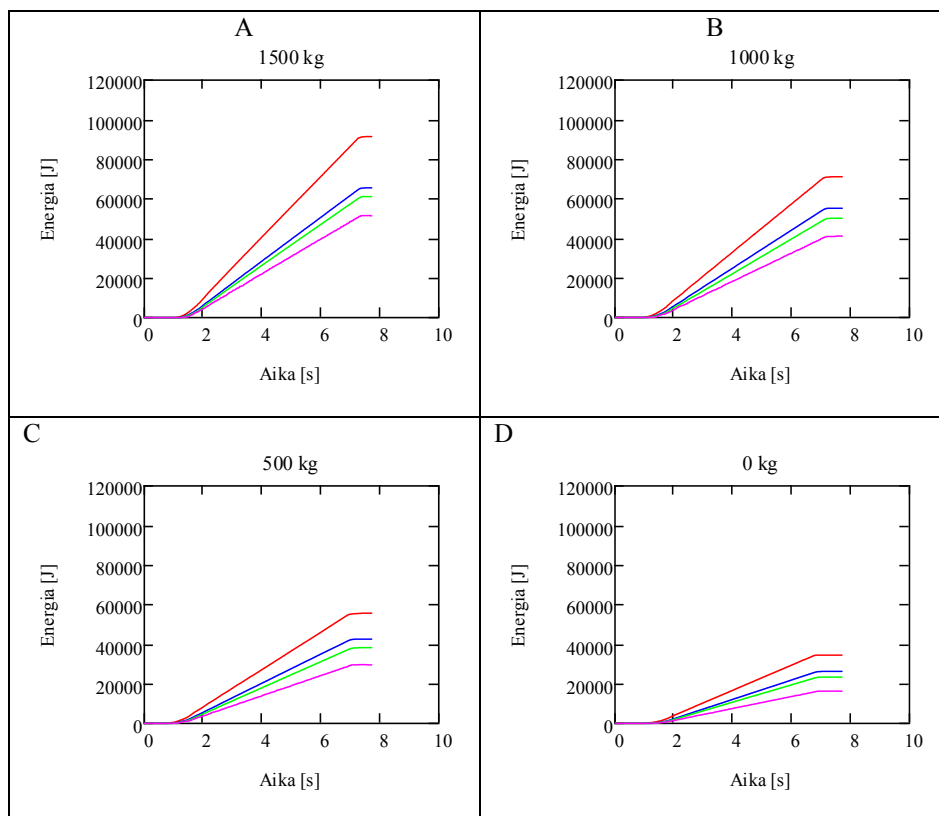 A
1500 kg
120000
100000
80000
60000
40000
20000
0
0 2 4 6 8 10
Energia [J]
Aika [s]
B
1000 kg
120000
100000
80000
60000
40000
20000
0
0 2 4 6 8 10
Energia [J]
Aika [s]
C
500 kg
120000
100000
80000
60000
40000
20000
0
0 2 4 6 8 10
Energia [J]
Aika [s]
D
0 kg
120000
100000
80000
60000
40000
20000
0
0 2 4 6 8 10
Energia [J]
Aika [s]